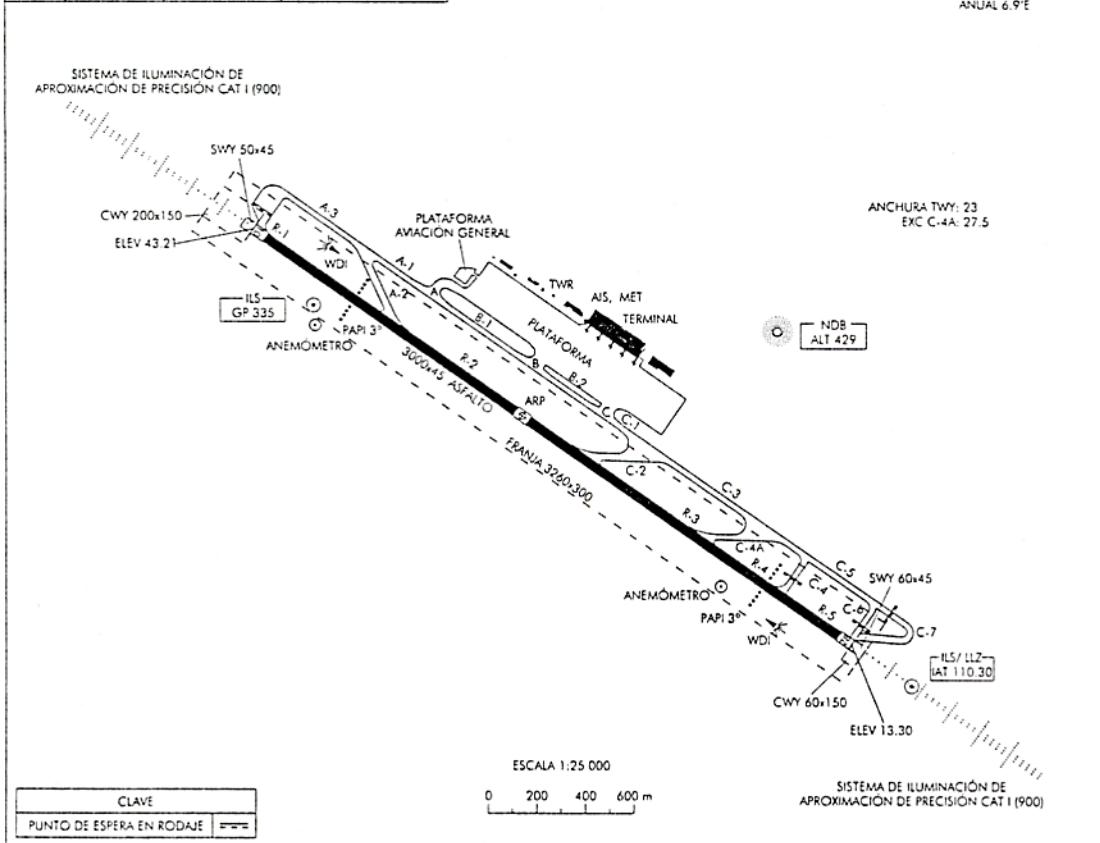 ANUAL 6.9'E
SISTEMA DE ILUMINACIÓN DE
APROXIMACIÓN DE PRECISIÓN CAT I (900)
SWY 50x45
CWY 200x150
ELEV 43.21
R-1
A-3
WDI
PLATAFORMA
AVIACIÓN GENERAL
A-1
A-2
A
B-1
ILS
GP 335
ANEMÓMETRO
PAPI 3°
TWR
AIS, MET
TERMINAL
PLATAFORMA
ANCHURA TWY: 23
EXC C-4A: 27.5
NDB
ALT 429
R-2
3000x45 ASFALTO
B
B-2
ARP
C
C-1
FRANJA 3260x300
C-2
C-3
R-3
C-4A
R-4
C-4
C-5
SWY 60x45
C-6
R-5
C-7
ANEMÓMETRO
PAPI 3°
WDI
ILS/ LLZ
IAT 110.30
CWY 60x150
ELEV 13.30
ESCALA 1:25 000
0 200 400 600 m
SISTEMA DE ILUMINACIÓN DE
APROXIMACIÓN DE PRECISIÓN CAT I (900)
CLAVE
PUNTO DE ESPERA EN RODAJE